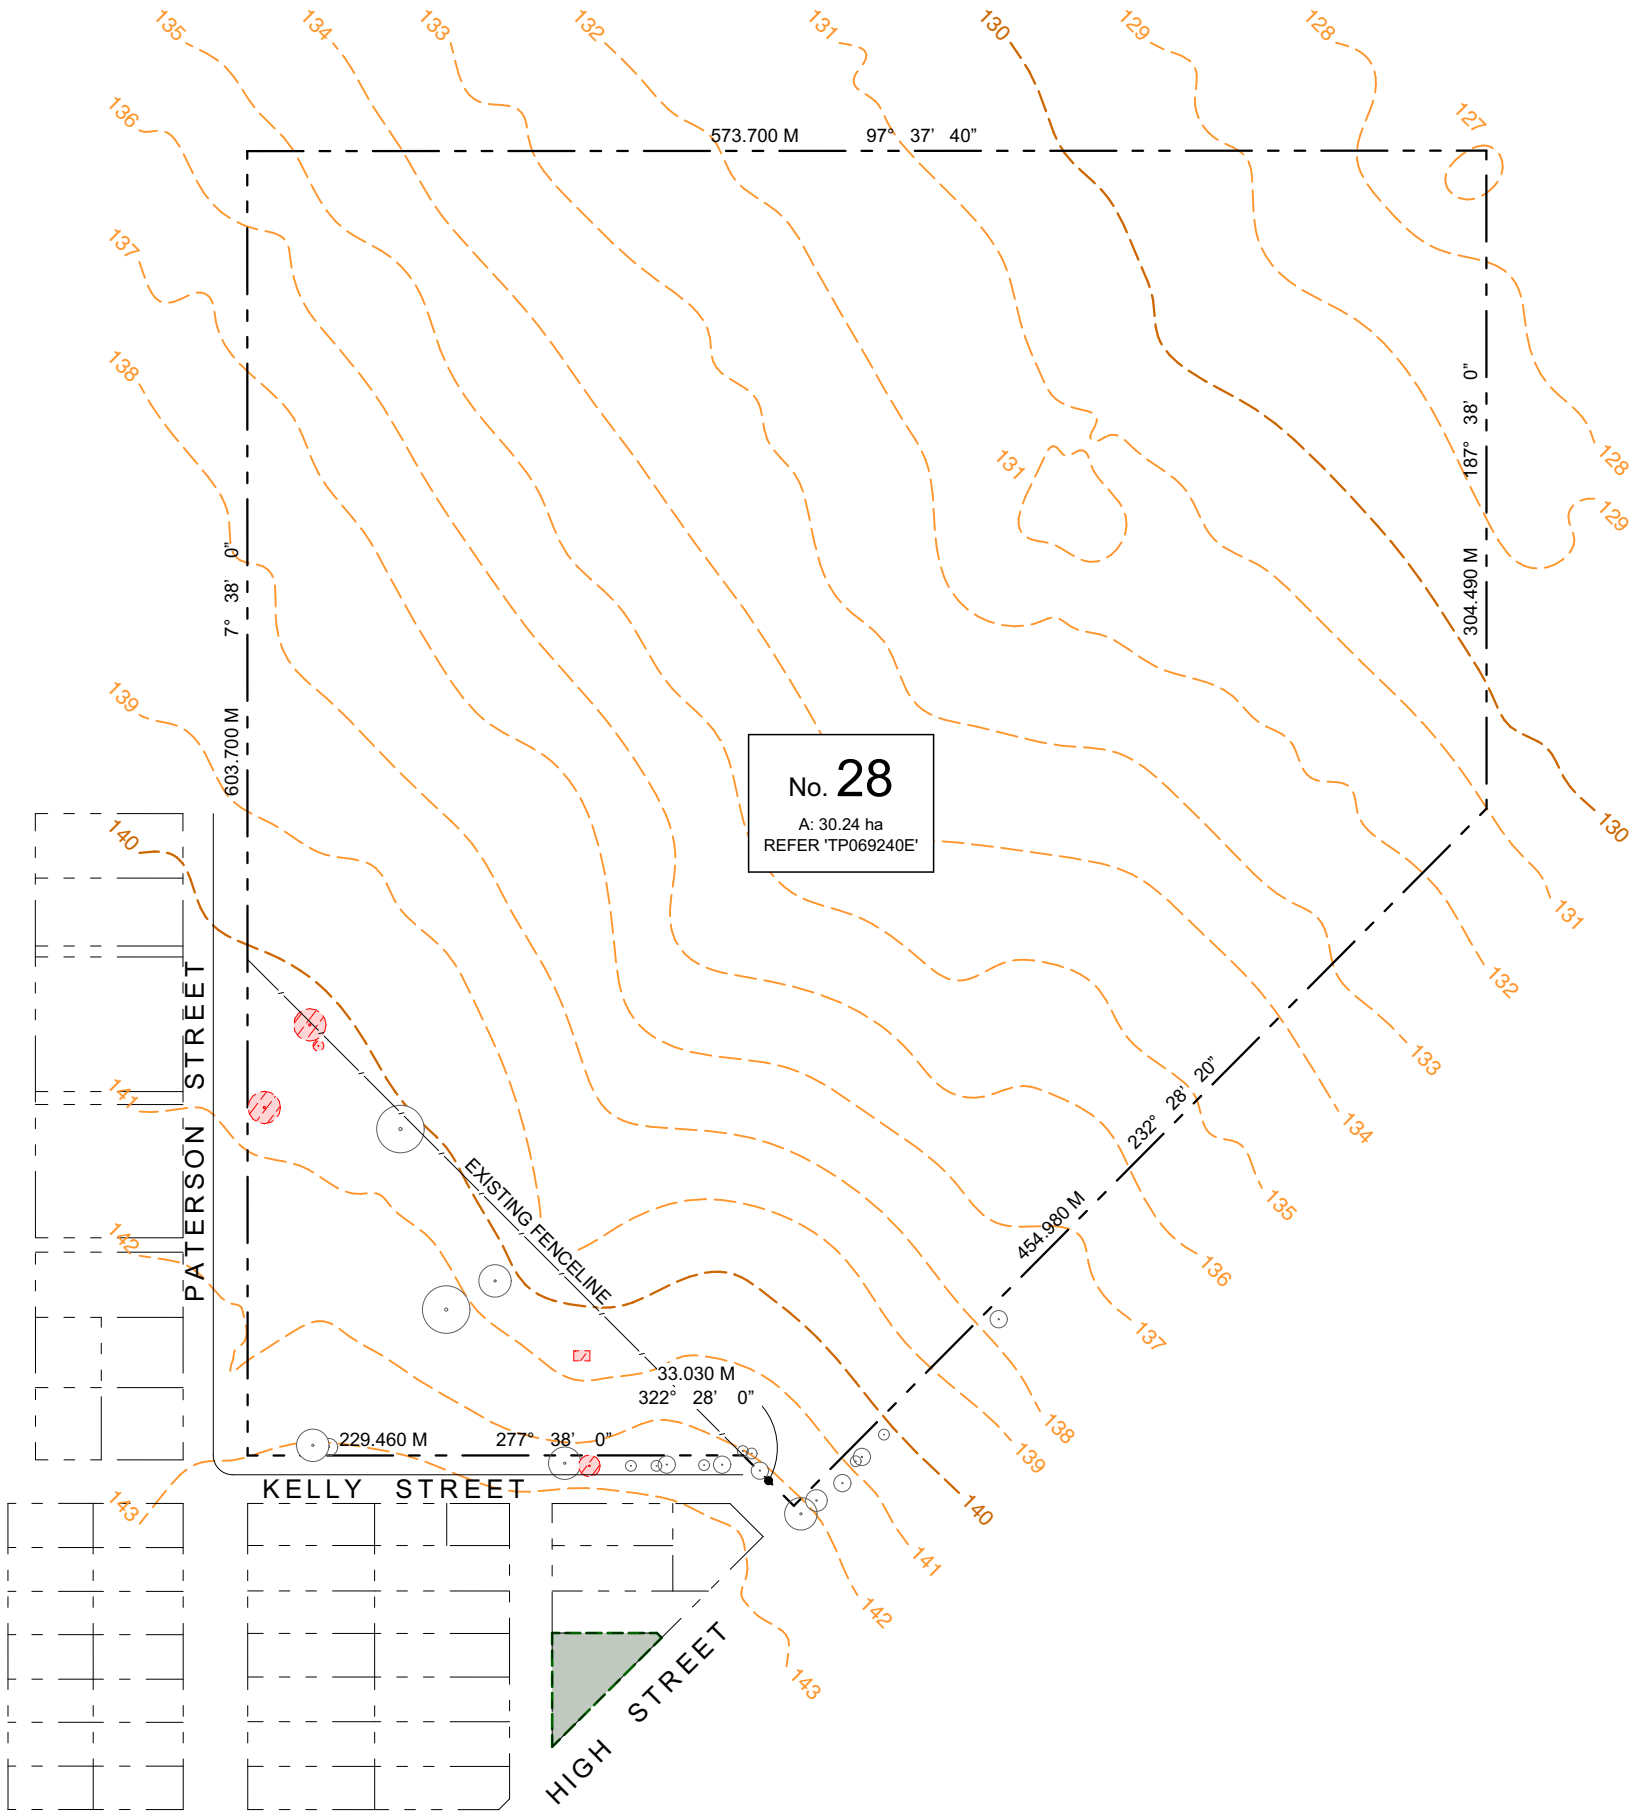 135
134
133
132
131
130
129
128
127
136
573.700 M 97° 37' 40"
137
138
187° 38' 0"
304.490 M
131
128
129
7° 38' 0"
603.700 M
139
140
No. 28
A: 30.24 ha
REFER 'TP069240E'
130
131
132
133
134
135
136
137
138
139
140
141
142
143
232° 28' 20"
454.980 M
PATERSON STREET
141
142
EXISTING FENCELINE
33.030 M
322° 28' 0"
229.460 M 277° 38' 0"
KELLY STREET
143
HIGH STREET